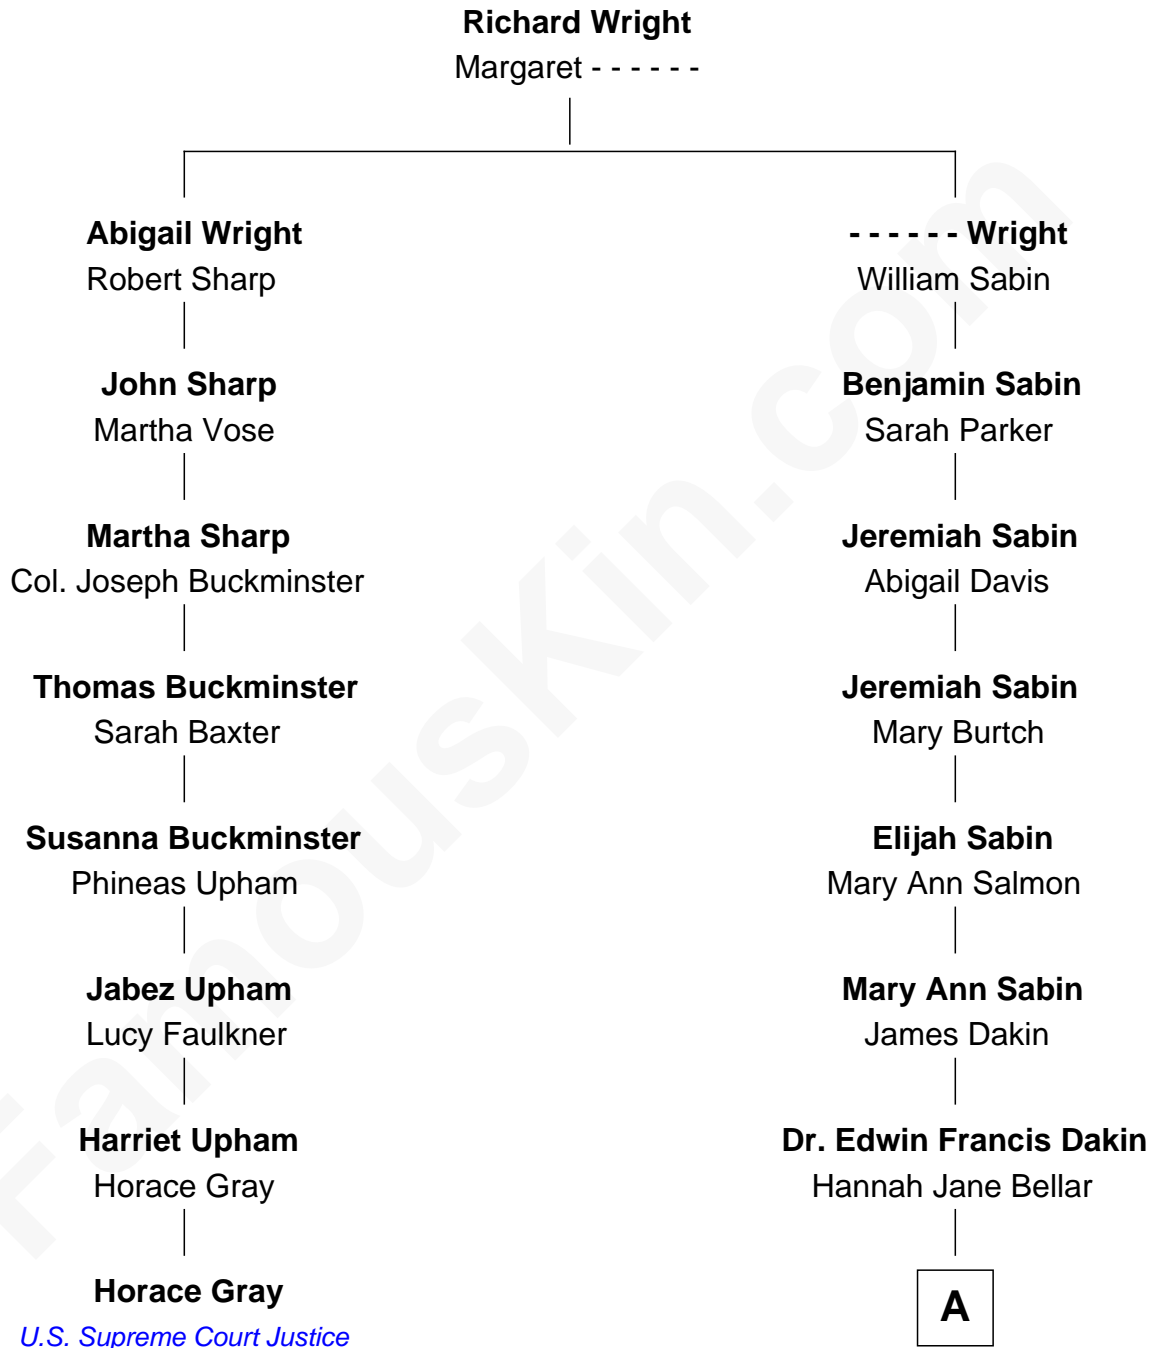 Richard Wright
Margaret - - - - - -
Abigail Wright
Robert Sharp
- - - - - - Wright
William Sabin
John Sharp
Martha Vose
Benjamin Sabin
Sarah Parker
Martha Sharp
Col. Joseph Buckminster
Jeremiah Sabin
Abigail Davis
Thomas Buckminster
Sarah Baxter
Jeremiah Sabin
Mary Burtch
Susanna Buckminster
Phineas Upham
Elijah Sabin
Mary Ann Salmon
Jabez Upham
Lucy Faulkner
Mary Ann Sabin
James Dakin
Harriet Upham
Horace Gray
Dr. Edwin Francis Dakin
Hannah Jane Bellar
Horace Gray
U.S. Supreme Court Justice
A
FamousKin.com